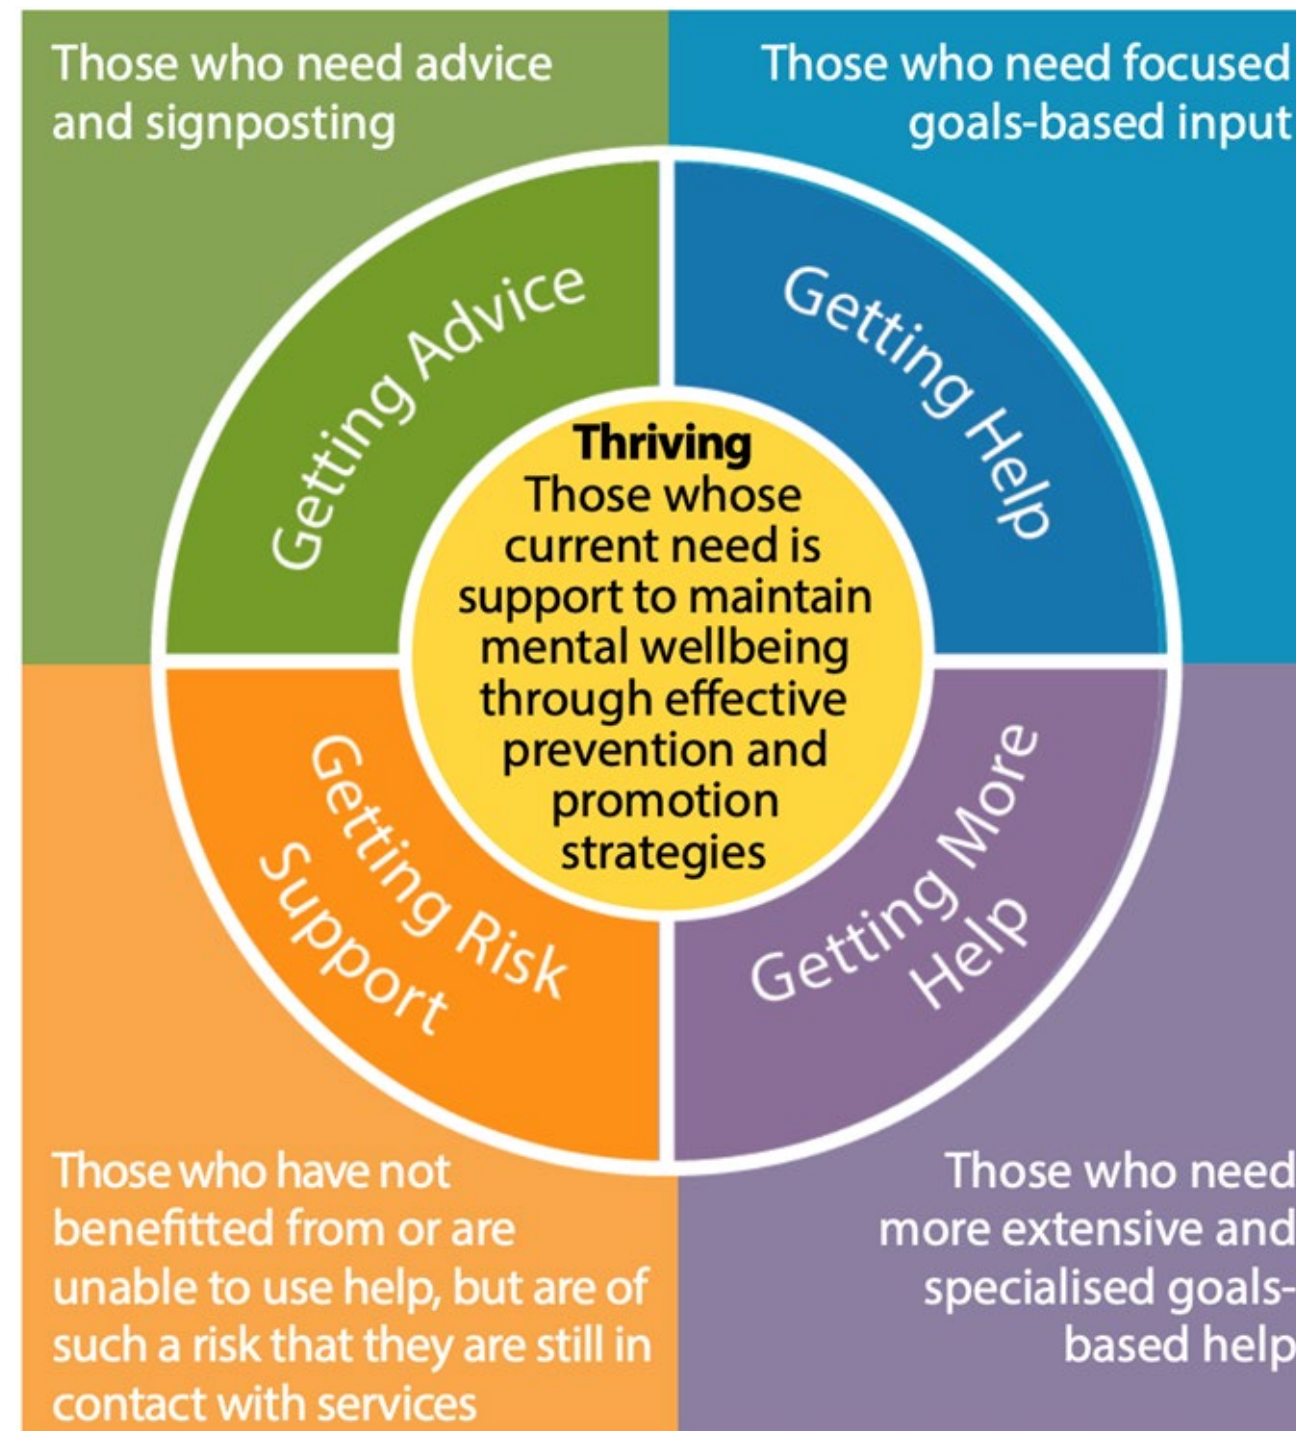 Those who need advice
and signposting
Those who need focused
goals-based input
Getting Advice
Getting Help
Thriving
Those whose
current need is
support to maintain
mental wellbeing
through effective
prevention and
promotion
strategies
Getting Risk
Support
Getting More
Help
Those who have not
benefitted from or are
unable to use help, but are of
such a risk that they are still in
contact with services
Those who need
more extensive and
specialised goals-
based help